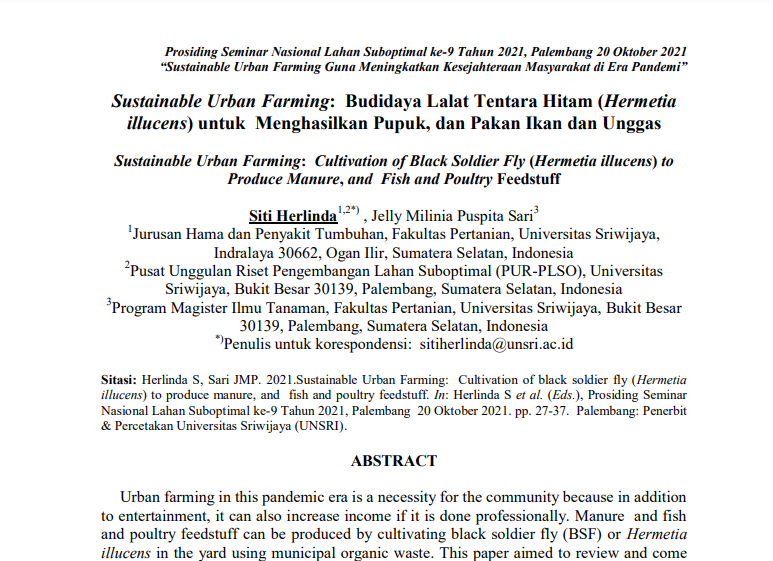 Prosiding Seminar Nasional Lahan Suboptimal ke-9 Tahun 2021, Palembang 20 Oktober 2021
“Sustainable Urban Farming Guna Meningkatkan Kesejahteraan Masyarakat di Era Pandemi”
Sustainable Urban Farming: Budidaya Lalat Tentara Hitam (Hermetia
illucens) untuk Menghasilkan Pupuk, dan Pakan Ikan dan Unggas
Sustainable Urban Farming: Cultivation of Black Soldier Fly (Hermetia illucens) to
Produce Manure, and Fish and Poultry Feedstuff
Siti Herlinda1,2*) , Jelly Milinia Puspita Sari3
1Jurusan Hama dan Penyakit Tumbuhan, Fakultas Pertanian, Universitas Sriwijaya,
Indralaya 30662, Ogan Ilir, Sumatera Selatan, Indonesia
2Pusat Unggulan Riset Pengembangan Lahan Suboptimal (PUR-PLSO), Universitas
Sriwijaya, Bukit Besar 30139, Palembang, Sumatera Selatan, Indonesia
3Program Magister Ilmu Tanaman, Fakultas Pertanian, Universitas Sriwijaya, Bukit Besar
30139, Palembang, Sumatera Selatan, Indonesia
*)Penulis untuk korespondensi: sitiherlinda@unsri.ac.id
Sitasi: Herlinda S, Sari JMP. 2021.Sustainable Urban Farming: Cultivation of black soldier fly (Hermetia
illucens) to produce manure, and fish and poultry feedstuff. In: Herlinda S et al. (Eds.), Prosiding Seminar
Nasional Lahan Suboptimal ke-9 Tahun 2021, Palembang 20 Oktober 2021. pp. 27-37. Palembang: Penerbit
& Percetakan Universitas Sriwijaya (UNSRI).
ABSTRACT
Urban farming in this pandemic era is a necessity for the community because in addition
to entertainment, it can also increase income if it is done professionally. Manure and fish
and poultry feedstuff can be produced by cultivating black soldier fly (BSF) or Hermetia
illucens in the yard using municipal organic waste. This paper aimed to review and come